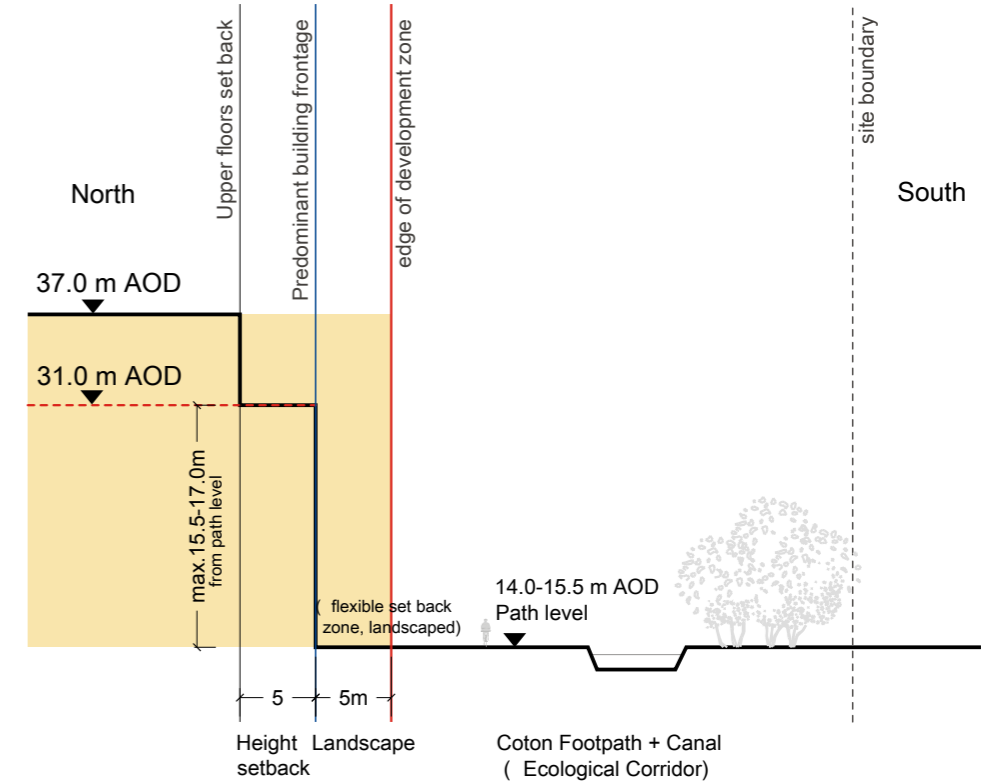 Upper floors set back
Predominant building frontage
edge of development zone
site boundary
North
South
37.0 m AOD
31.0 m AOD
max.15.5-17.0m
from path level
( flexible set back
zone, landscaped)
14.0-15.5 m AOD
Path level
5
5m
Height
setback
Landscape
Coton Footpath + Canal
( Ecological Corridor)